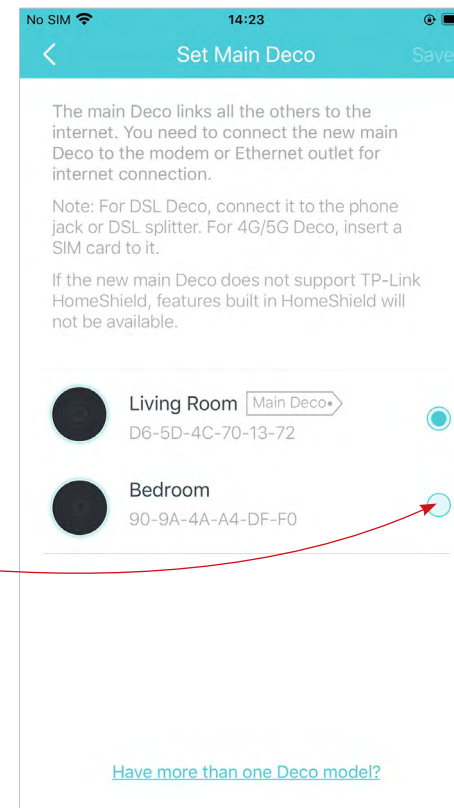 No SIM 14:23
Set Main Deco Save
The main Deco links all the others to the
internet. You need to connect the new main
Deco to the modem or Ethernet outlet for
internet connection.
Note: For DSL Deco, connect it to the phone
jack or DSL splitter. For 4G/5G Deco, insert a
SIM card to it.
If the new main Deco does not support TP-Link
HomeShield, features built in HomeShield will
not be available.
Living Room Main Deco
D6-5D-4C-70-13-72
Bedroom
90-9A-4A-A4-DF-F0
Have more than one Deco model?